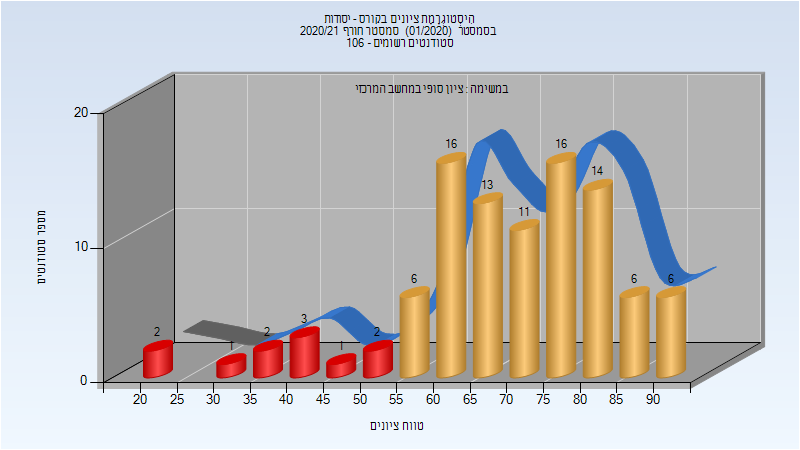 היסטוגרמת ציונים בקורס - יסודות
בסמסטר (01/2020) סמסטר חורף 2020/21
סטודנטים רשומים - 106
במשימה : ציון סופי במחשב המרכזי
מספר סטודנטים
20
10
0
2
1
2
3
1
2
6
16
13
11
16
14
6
6
20 25 30 35 40 45 50 55 60 65 70 75 80 85 90
טווח ציונים